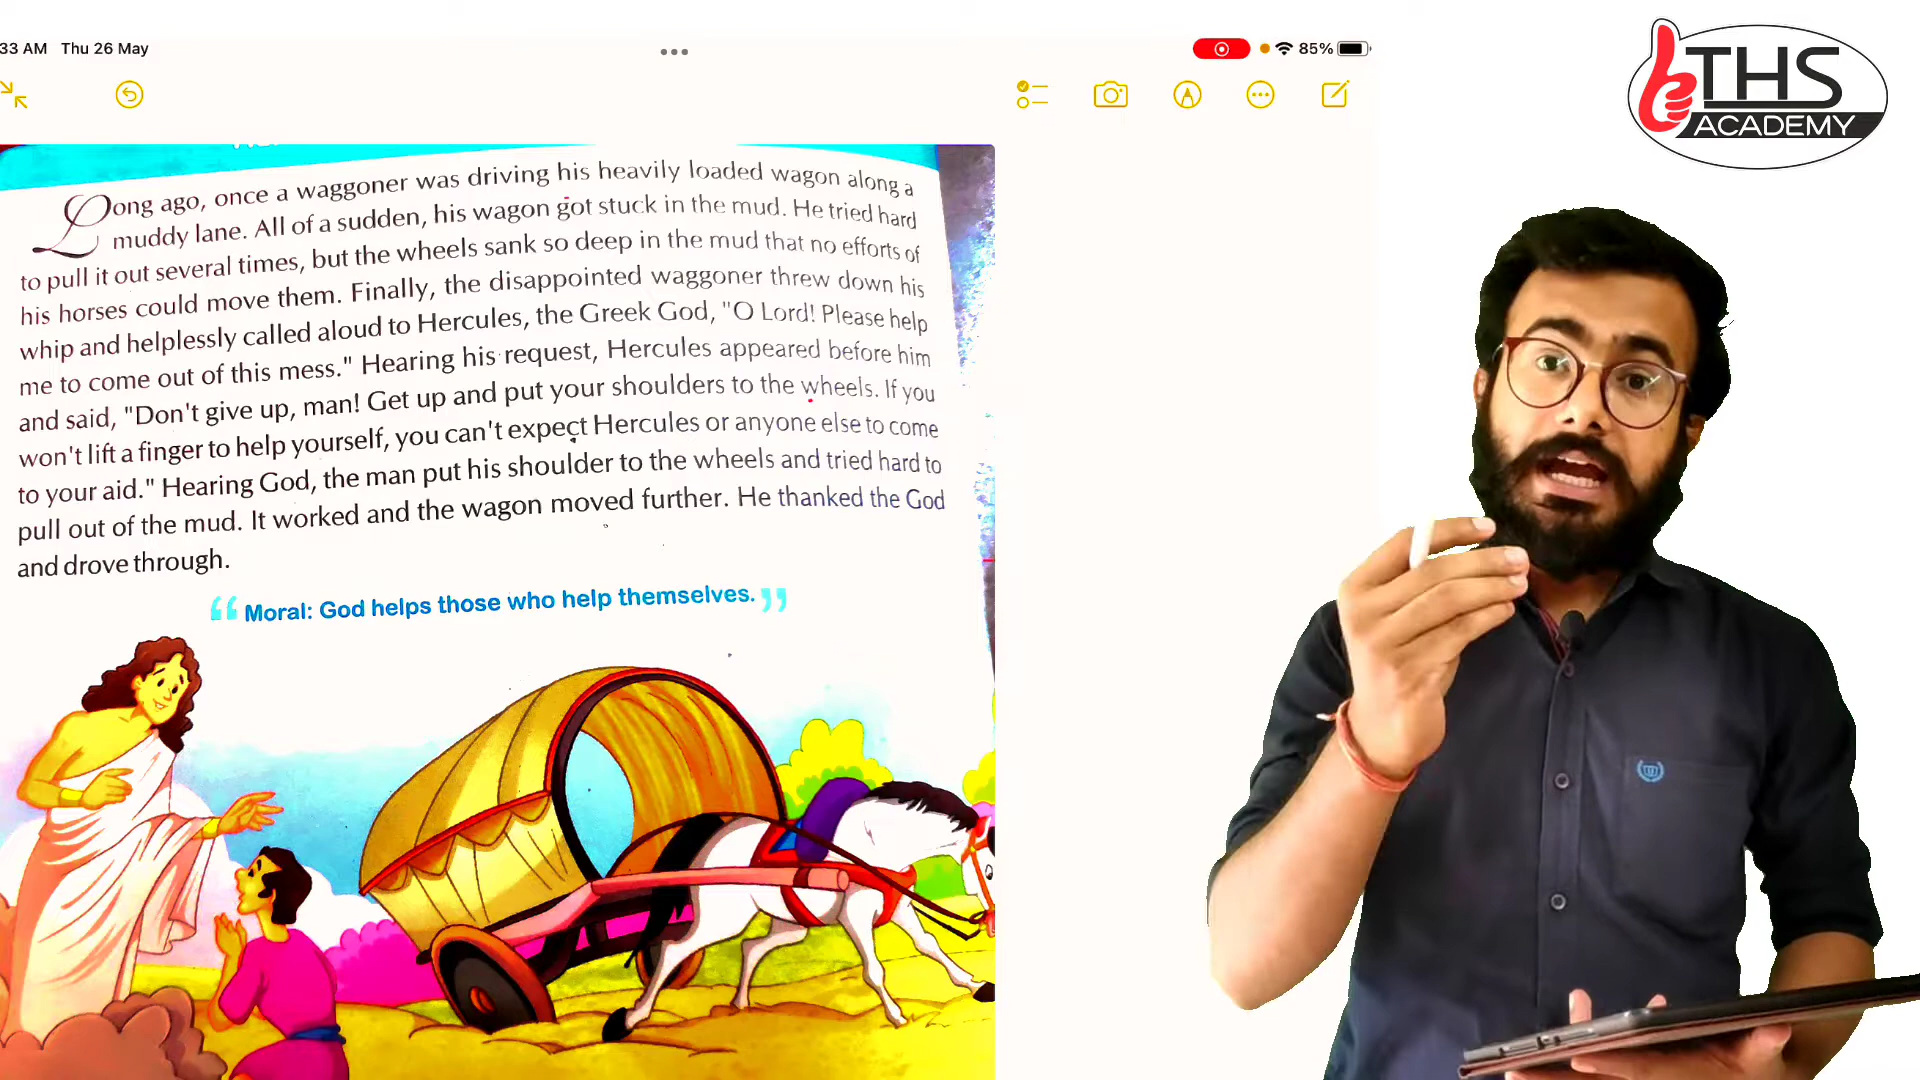 33 AM Thu 26 May
85%
THS
ACADEMY
Long ago, once a waggoner was driving his heavily loaded wagon along a
muddy lane. All of a sudden, his wagon got stuck in the mud. He tried hard
to pull it out several times, but the wheels sank so deep in the mud that no efforts of
his horses could move them. Finally, the disappointed waggoner threw down his
whip and helplessly called aloud to Hercules, the Greek God, "O Lord! Please help
me to come out of this mess." Hearing his request, Hercules appeared before him
and said, "Don't give up, man! Get up and put your shoulders to the wheels. If you
won't lift a finger to help yourself, you can't expect Hercules or anyone else to come
to your aid." Hearing God, the man put his shoulder to the wheels and tried hard to
pull out of the mud. It worked and the wagon moved further. He thanked the God
and drove through.
“Moral: God helps those who help themselves.”